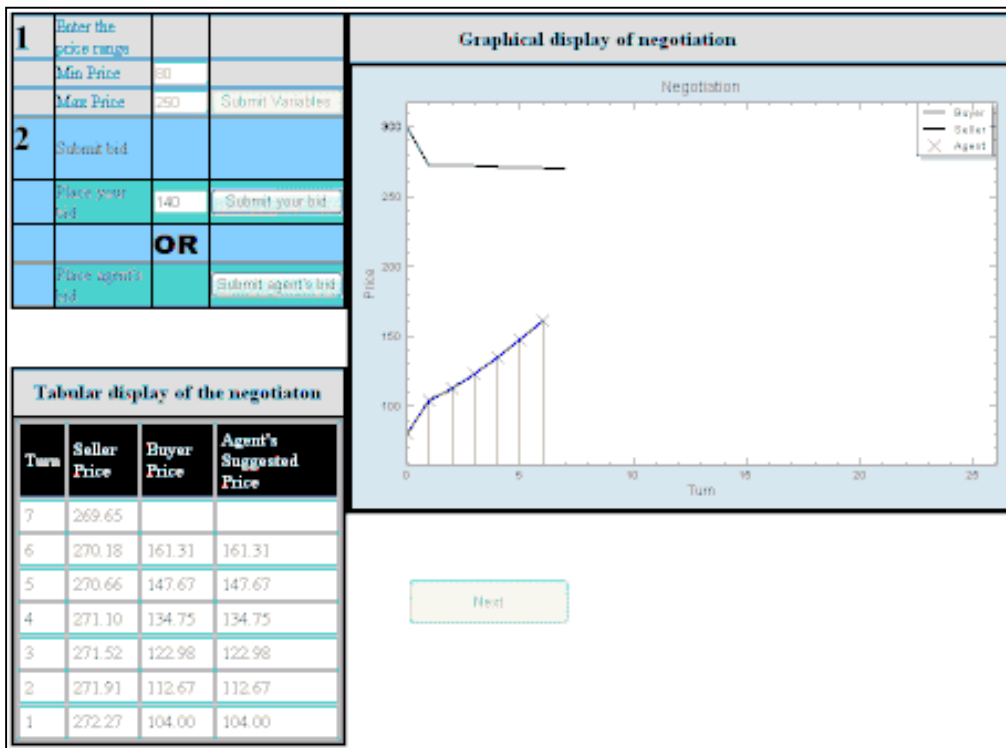 1
Enter the
price range
Min Price 80
Max Price 250 Submit Variables
2
Submit bid
Place your
bid
140 Submit your bid
OR
Place agent's
bid
Submit agent's bid
Graphical display of negotiation
Negotiation
Buyer
Seller
Agent
Price
300
250
200
150
100
0 5 10 15 20 25
Turn
Tabular display of the negotiaton
Turn Seller Price Buyer Price Agent's Suggested Price
7 269.65
6 270.18 161.31 161.31
5 270.66 147.67 147.67
4 271.10 134.75 134.75
3 271.52 122.98 122.98
2 271.91 112.67 112.67
1 272.27 104.00 104.00
Next